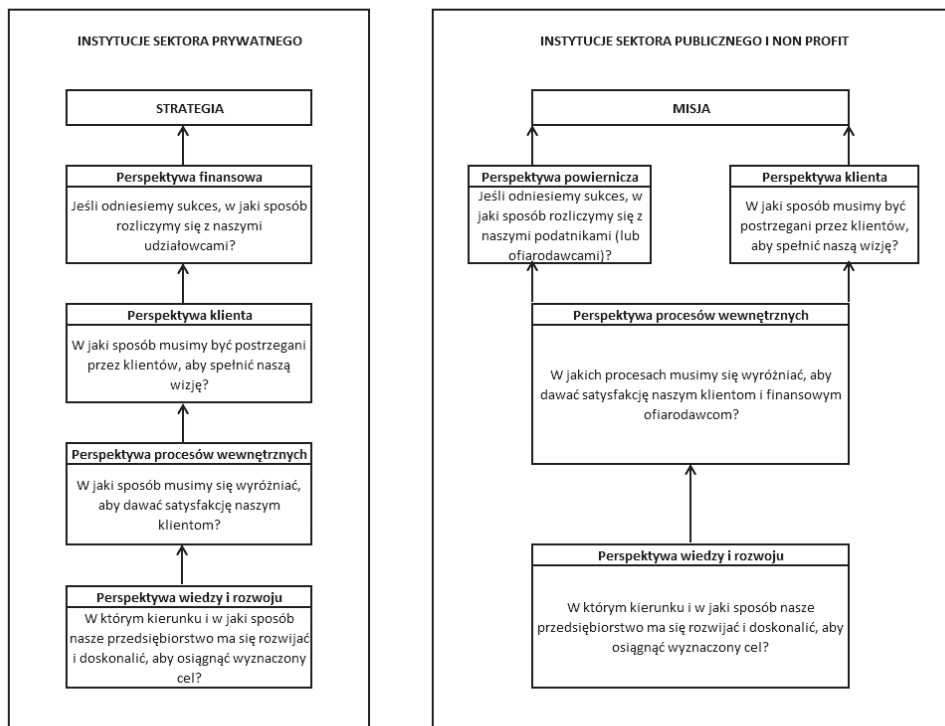 INSTYTUCJE SEKTORA PRYWATNEGO
STRATEGIA
Perspektywa finansowa
Jeśli odniesiemy sukces, w jaki sposób
rozliczymy się z naszymi
udziałowcami?
Perspektywa klienta
W jaki sposób musimy być postrzegani
przez klientów, aby spełnić naszą
wizję?
Perspektywa procesów wewnętrznych
W jaki sposób musimy się wyróżniać,
aby dawać satysfakcję naszym
klientom?
Perspektywa wiedzy i rozwoju
W którym kierunku i w jaki sposób
nasze przedsiębiorstwo ma się rozwijać
i doskonalić, aby osiągnąć wyznaczony
cel?
INSTYTUCJE SEKTORA PUBLICZNEGO I NON PROFIT
MISJA
Perspektywa powiernicza
Jeśli odniesiemy sukces, w
jaki sposób rozliczymy się z
naszymi podatnikami (lub
ofiarodawcami)?
Perspektywa klienta
W jaki sposób musimy być
postrzegani przez klientów,
aby spełnić naszą wizję?
Perspektywa procesów wewnętrznych
W jakich procesach musimy się wyróżniać, aby
dawać satysfakcję naszym klientom i finansowym
ofiarodawcom?
Perspektywa wiedzy i rozwoju
W którym kierunku i w jaki sposób nasze
przedsiębiorstwo ma się rozwijać i doskonalić, aby
osiągnąć wyznaczony cel?